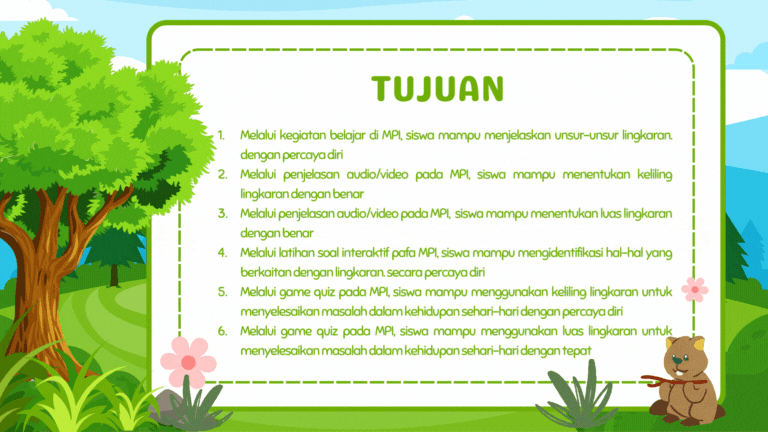 TUJUAN
1. Melalui kegiatan belajar di MPI, siswa mampu menjelaskan unsur-unsur lingkaran.
dengan percaya diri
2. Melalui penjelasan audio/video pada MPI, siswa mampu menentukan keliling
lingkaran dengan benar
3. Melalui penjelasan audio/video pada MPI, siswa mampu menentukan luas lingkaran
dengan benar
4. Melalui latihan soal interaktif pafa MPI, siswa mampu mengidentifikasi hal-hal yang
berkaitan dengan lingkaran. secara percaya diri
5. Melalui game quiz pada MPI, siswa mampu menggunakan keliling lingkaran untuk
menyelesaikan masalah dalam kehidupan sehari-hari dengan percaya diri
6. Melalui game quiz pada MPI, siswa mampu menggunakan luas lingkaran untuk
menyelesaikan masalah dalam kehidupan sehari-hari dengan tepat